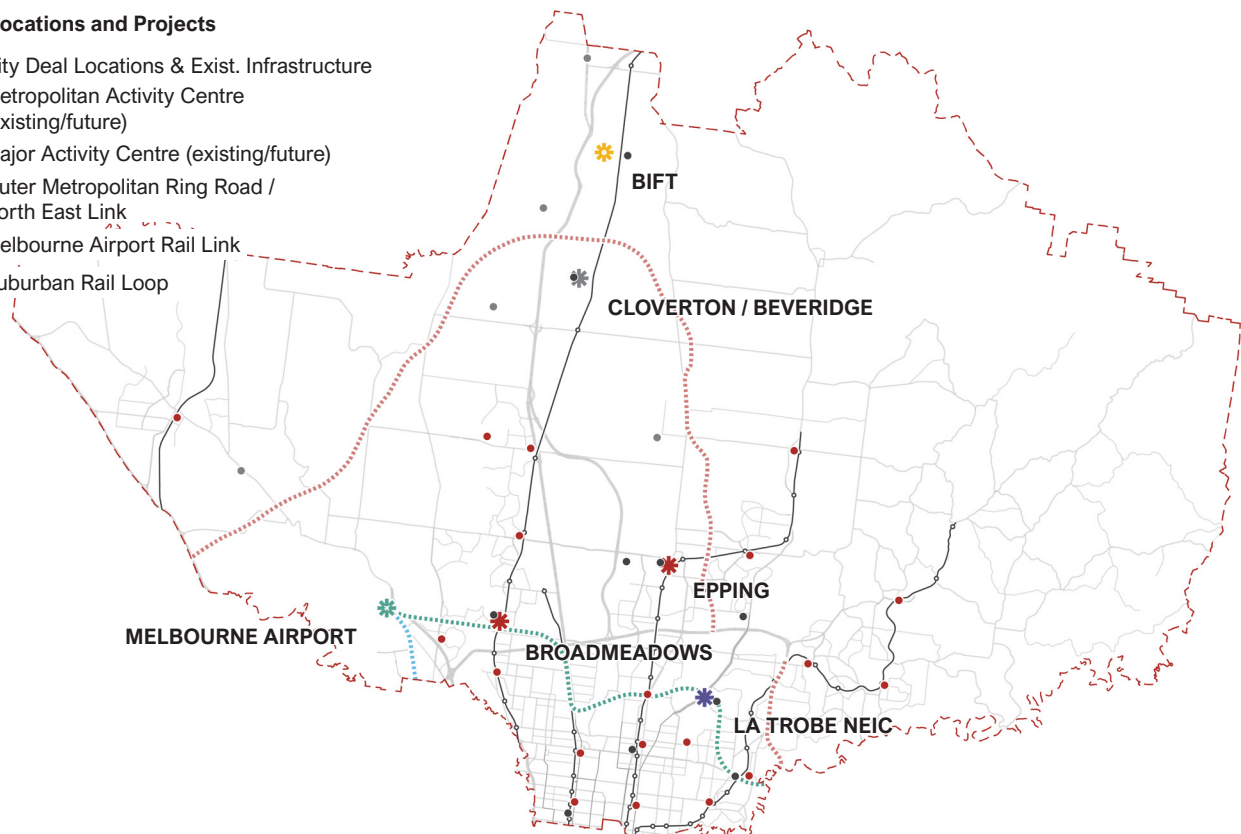 ocations and Projects
ity Deal Locations & Exist. Infrastructure
etropolitan Activity Centre
xisting/future)
ajor Activity Centre (existing/future)
uter Metropolitan Ring Road /
orth East Link
elbourne Airport Rail Link
uburban Rail Loop
BIFT
CLOVERTON / BEVERIDGE
EPPING
MELBOURNE AIRPORT
BROADMEADOWS
LA TROBE NEIC